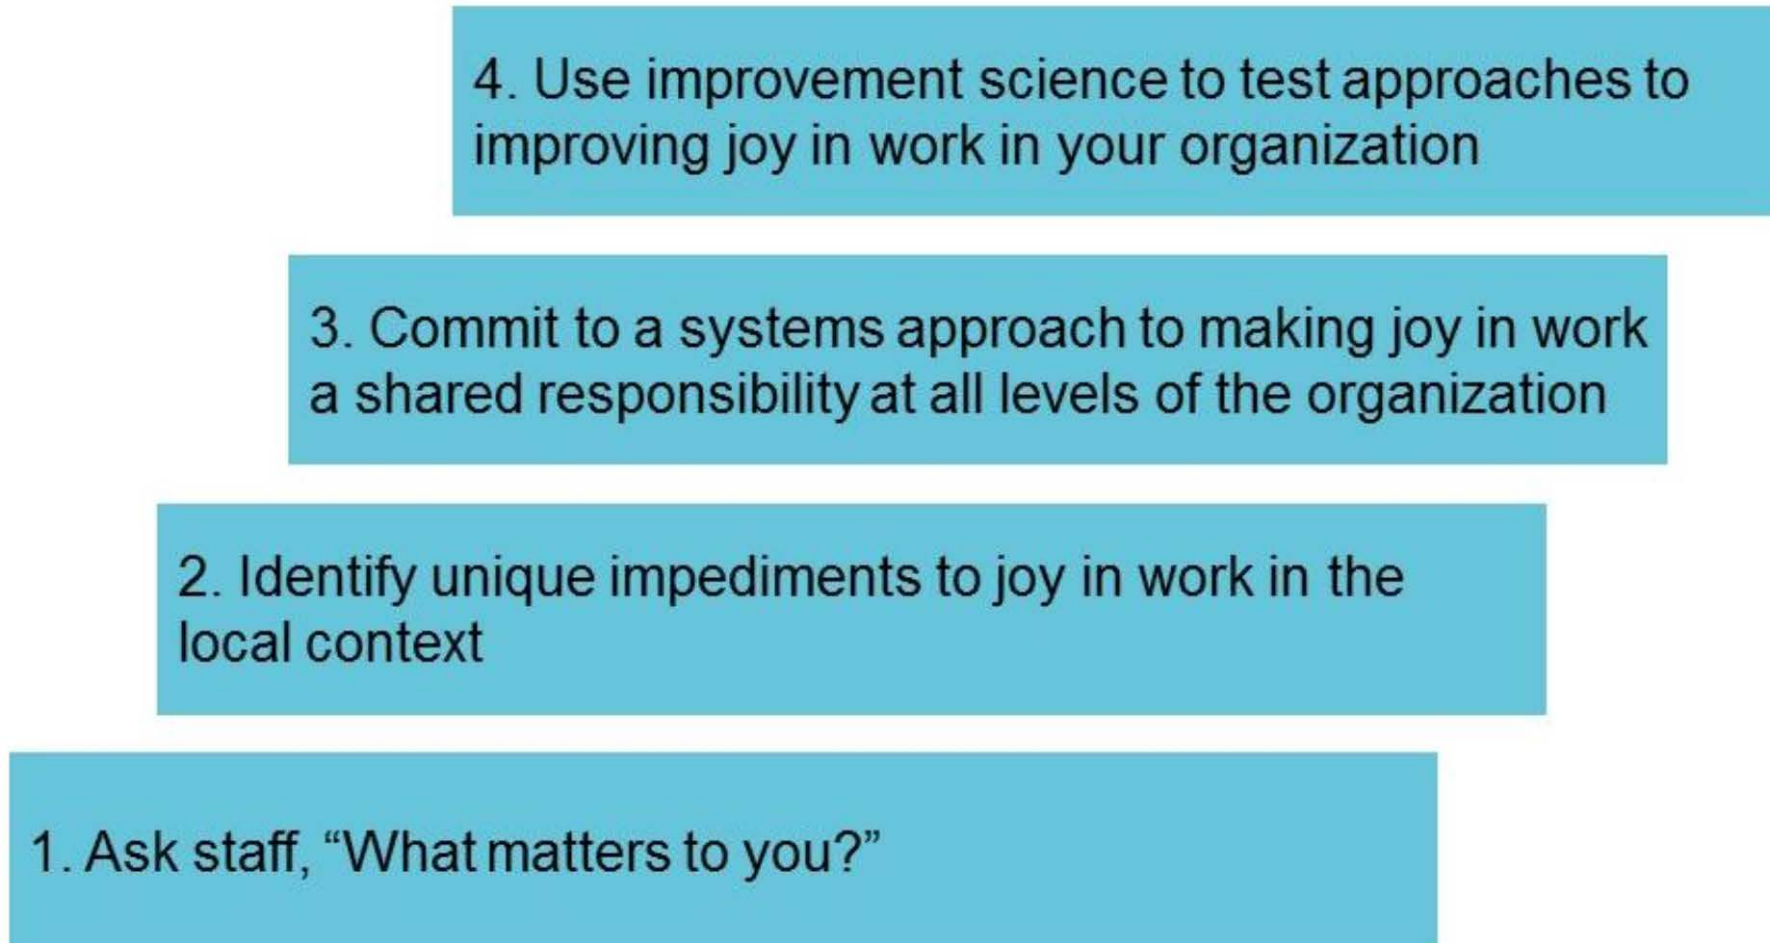 4. Use improvement science to test approaches to
improving joy in work in your organization
3. Commit to a systems approach to making joy in work
a shared responsibility at all levels of the organization
2. Identify unique impediments to joy in work in the
local context
1. Ask staff, “What matters to you?”